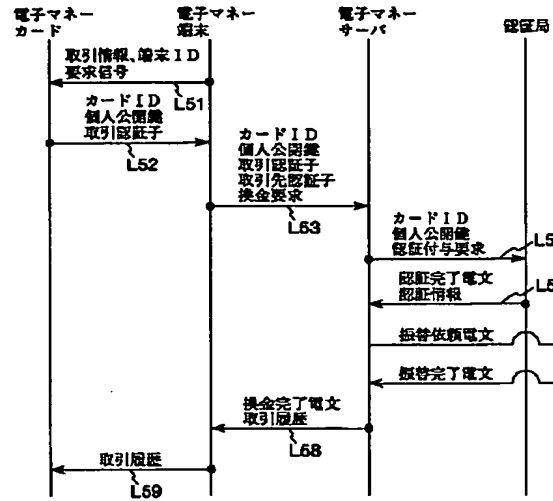 電子マネー
カード
電子マネー
端末
電子マネー
サーバ
認証局
取引情報、端末ID
要求信号
L51
カードID
個人公開鍵
取引認証子
L52
カードID
個人公開鍵
取引認証子
取引先認証子
換金要求
L53
カードID
個人公開鍵
認証付与要求
L5
認証完了電文
認証情報
L5
振替依頼電文
振替完了電文
換金完了電文
取引履歴
L58
取引履歴
L59